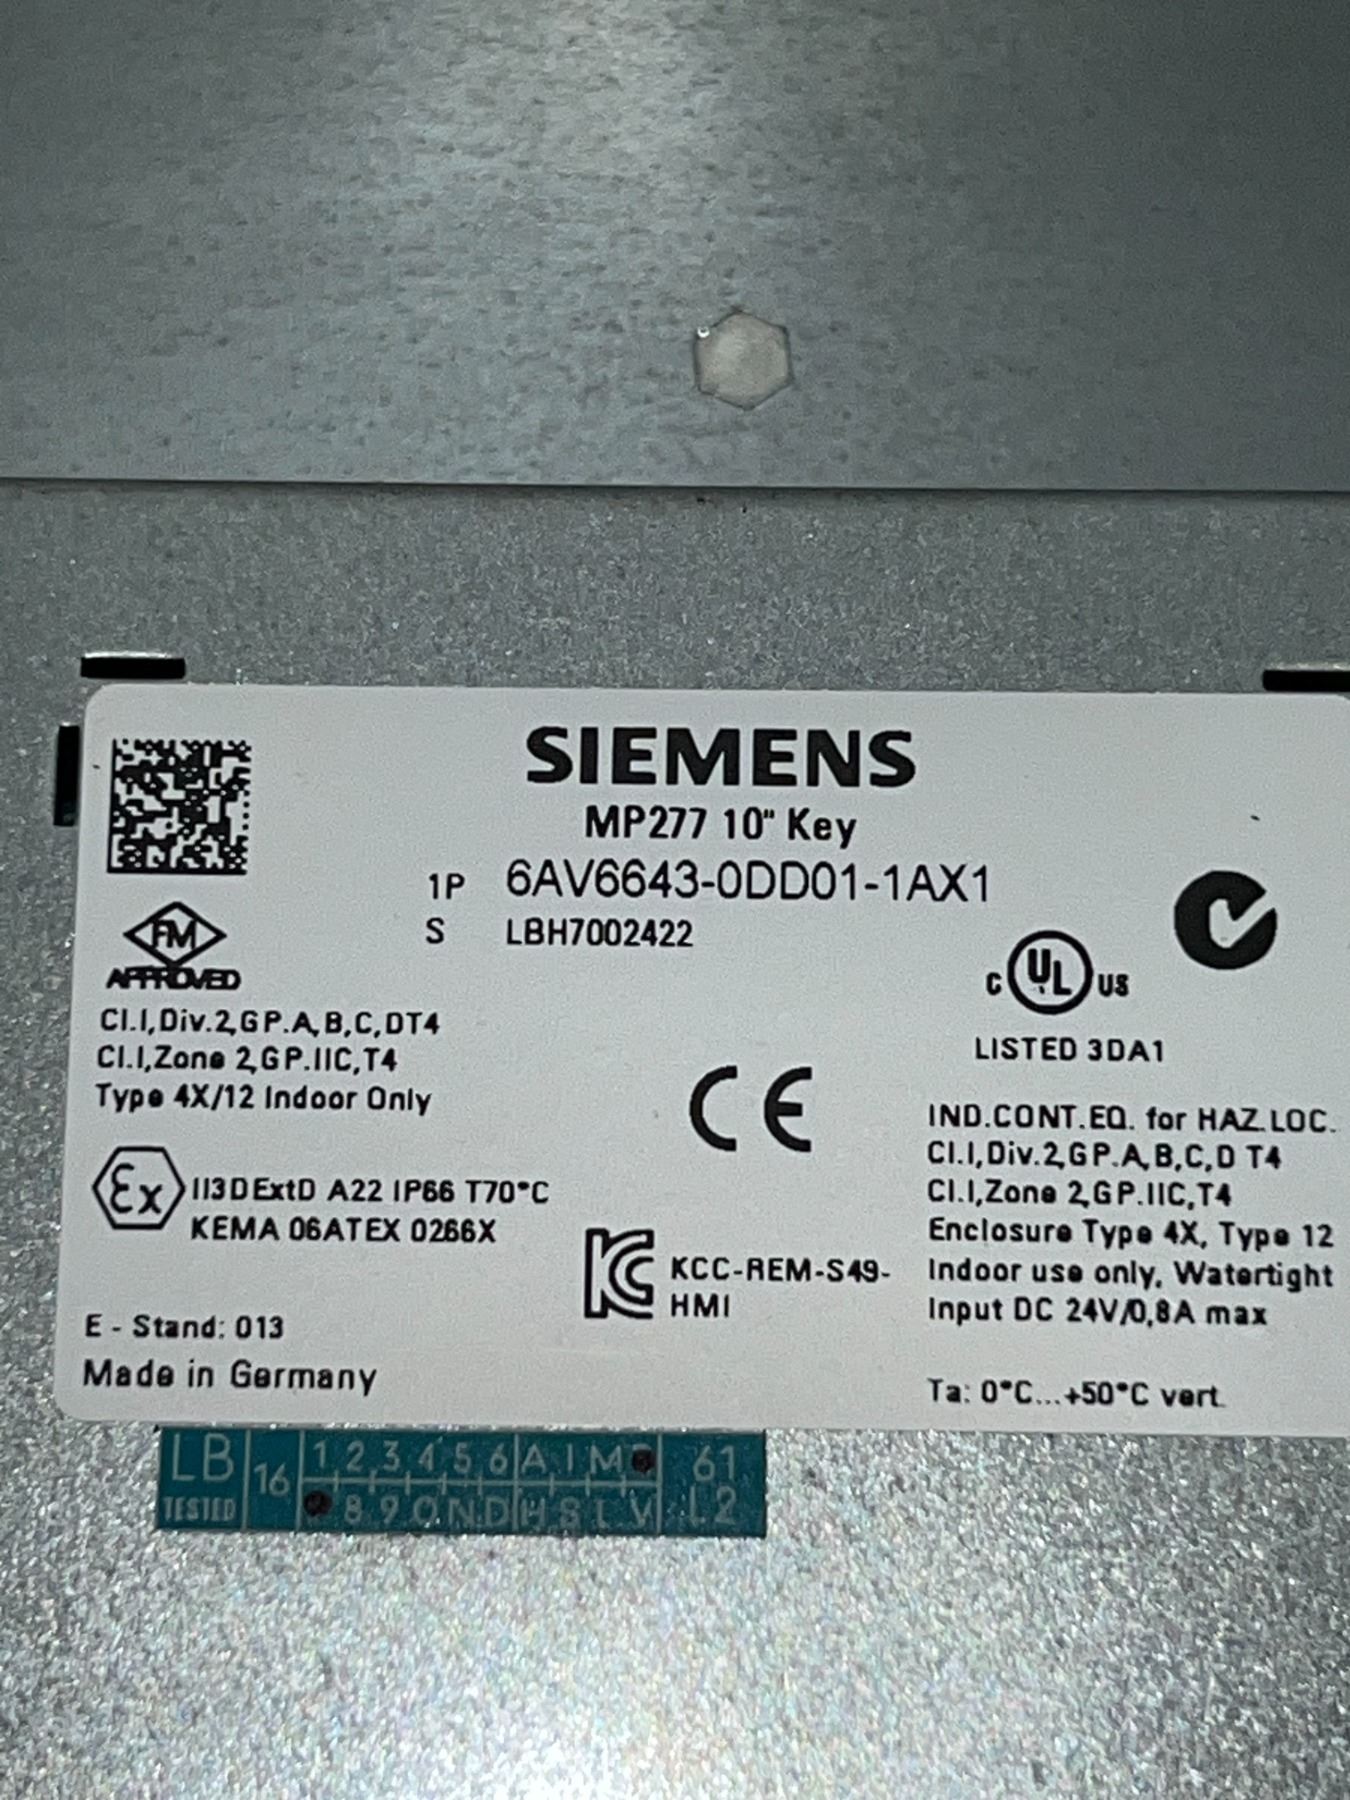 SIEMENS
MP277 10" Key
1P 6AV6643-0DD01-1AX1
S LBH7002422
FM
APPROVED
Cl.I,Div.2,GP.A,B,C,DT4
Cl.I,Zone 2,GP.IIC,T4
Type 4X/12 Indoor Only
C UL US
LISTED 3DA1
CE
IND.CONT.EQ. for HAZ.LOC.
Cl.I,Div.2,GP.A,B,C,D T4
Cl.I,Zone 2,GP.IIC,T4
Enclosure Type 4X, Type 12
Indoor use only, Watertight
Input DC 24V/0,8A max
Ta: 0°C...+50°C vert.
Ex II3DExtD A22 IP66 T70°C
KEMA 06ATEX 0266X
KCC-REM-S49-
HMI
E - Stand: 013
Made in Germany
LB 16 1 2 3 4 5 6 A I M 61
TESTED 8 9 O N D H S L V L2